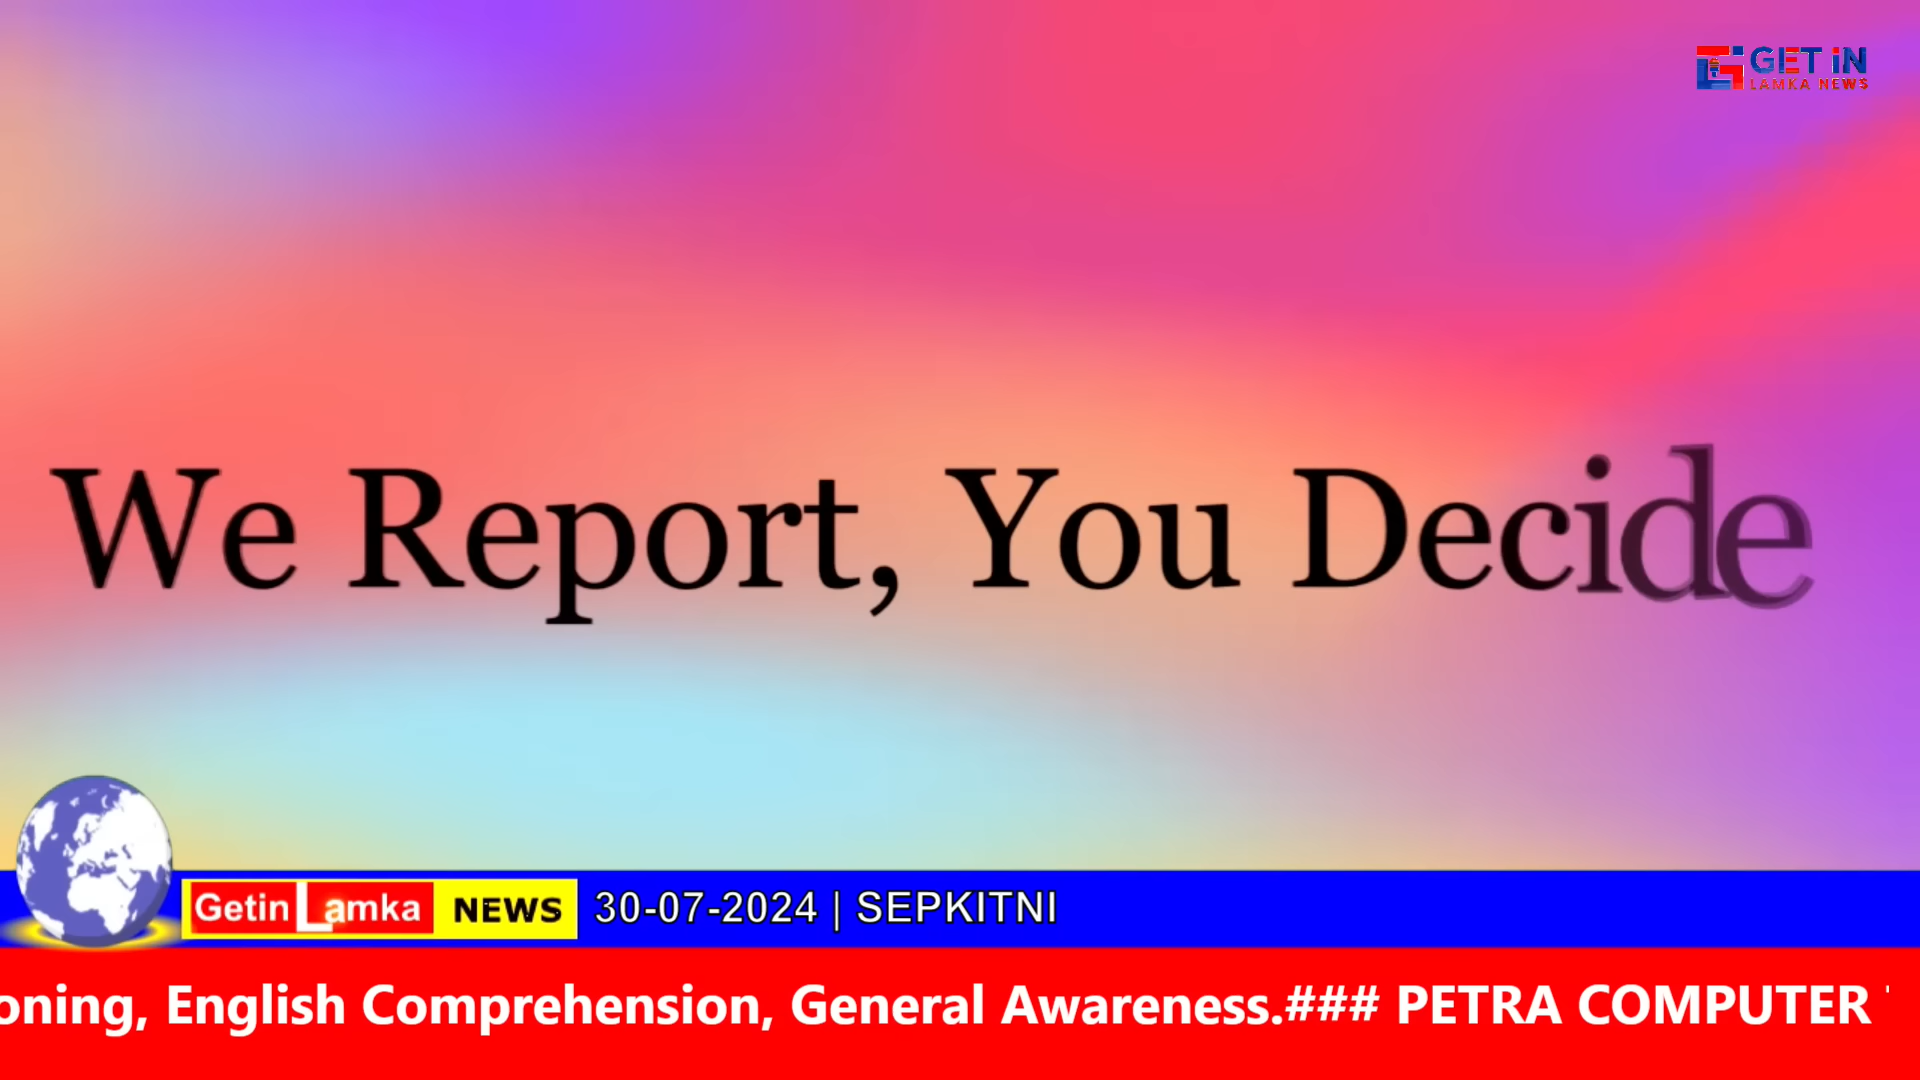 GET iN
LAMKA NEWS
We Report, You Decide
Getin Lamka NEWS 30-07-2024 | SEPKITNI
oning, English Comprehension, General Awareness.### PETRA COMPUTER